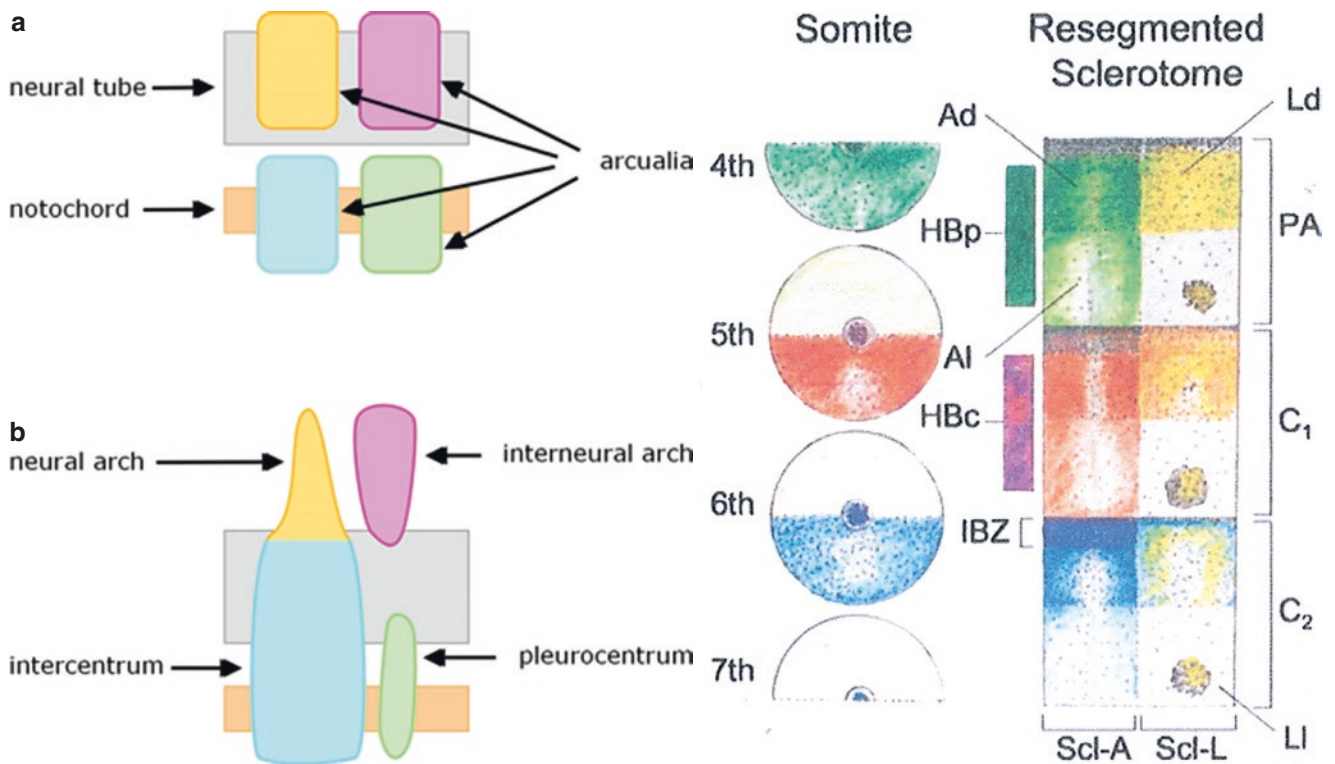 a
neural tube
notochord
arcualia
b
neural arch
interneural arch
intercentrum
pleurocentrum
Somite
Resegmented
Sclerotome
4th
5th
6th
7th
Ad
Ld
HBp
PA
Al
HBc
C1
IBZ
C2
Ll
Scl-A
Scl-L